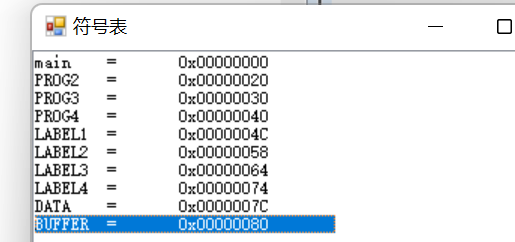 符号表
main = 0x00000000
PROG2 = 0x00000020
PROG3 = 0x00000030
PROG4 = 0x00000040
LABEL1 = 0x0000004C
LABEL2 = 0x00000058
LABEL3 = 0x00000064
LABEL4 = 0x00000074
DATA = 0x0000007C
BUFFER = 0x00000080